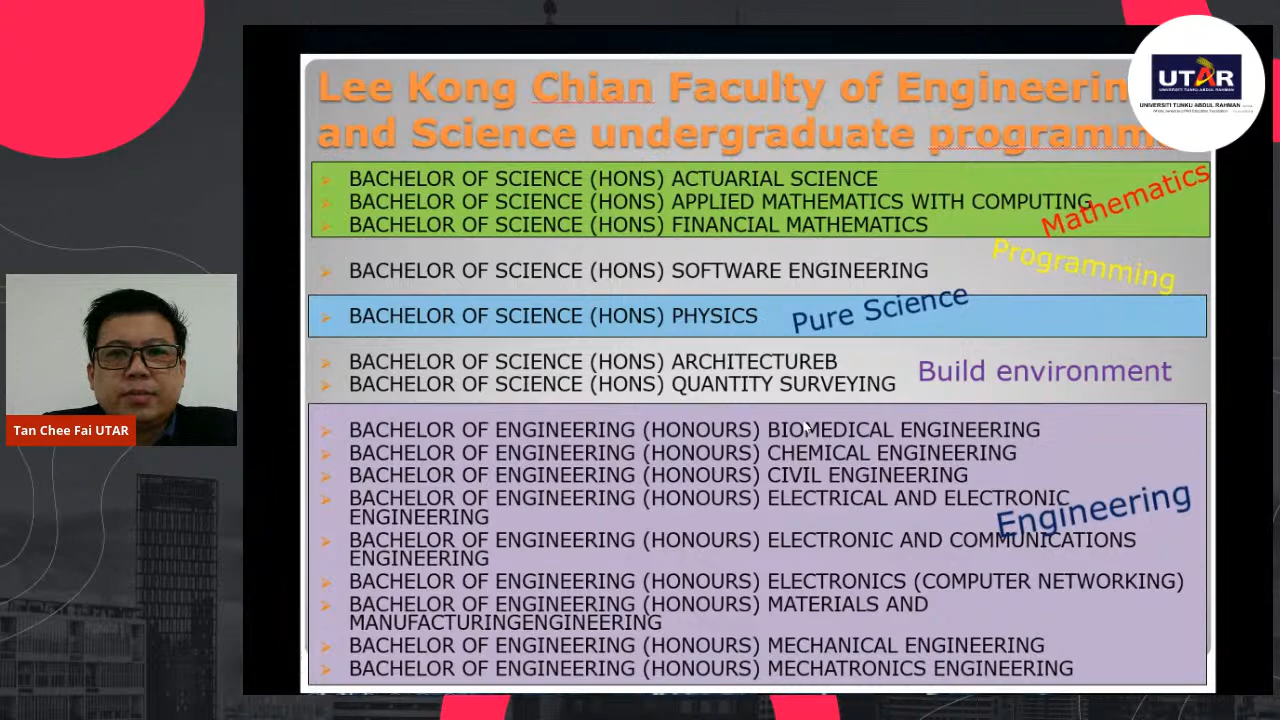 Lee Kong Chian Faculty of Engineerin
and Science undergraduate programm
UTAR
UNIVERSITI TUNKU ABDUL RAHMAN
UNIVERSITI TUNKU ABDUL RAHMAN
BACHELOR OF SCIENCE (HONS) ACTUARIAL SCIENCE
BACHELOR OF SCIENCE (HONS) APPLIED MATHEMATICS WITH COMPUTING
BACHELOR OF SCIENCE (HONS) FINANCIAL MATHEMATICS
Mathematics
Programming
BACHELOR OF SCIENCE (HONS) SOFTWARE ENGINEERING
BACHELOR OF SCIENCE (HONS) PHYSICS
Pure Science
BACHELOR OF SCIENCE (HONS) ARCHITECTUREB
BACHELOR OF SCIENCE (HONS) QUANTITY SURVEYING
Build environment
Tan Chee Fai UTAR
BACHELOR OF ENGINEERING (HONOURS) BIOMEDICAL ENGINEERING
BACHELOR OF ENGINEERING (HONOURS) CHEMICAL ENGINEERING
BACHELOR OF ENGINEERING (HONOURS) CIVIL ENGINEERING
BACHELOR OF ENGINEERING (HONOURS) ELECTRICAL AND ELECTRONIC
ENGINEERING
Engineering
BACHELOR OF ENGINEERING (HONOURS) ELECTRONIC AND COMMUNICATIONS
ENGINEERING
BACHELOR OF ENGINEERING (HONOURS) ELECTRONICS (COMPUTER NETWORKING)
BACHELOR OF ENGINEERING (HONOURS) MATERIALS AND
MANUFACTURINGENGINEERING
BACHELOR OF ENGINEERING (HONOURS) MECHANICAL ENGINEERING
BACHELOR OF ENGINEERING (HONOURS) MECHATRONICS ENGINEERING